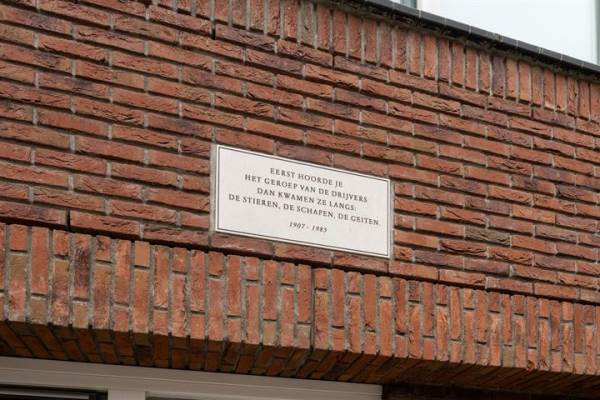 EERST HOORDE JE
HET GEROEP VAN DE DRIJVERS
DAN KWAMEN ZE LANGS:
DE STIEREN, DE SCHAPEN, DE GEITEN.
1907 - 1985